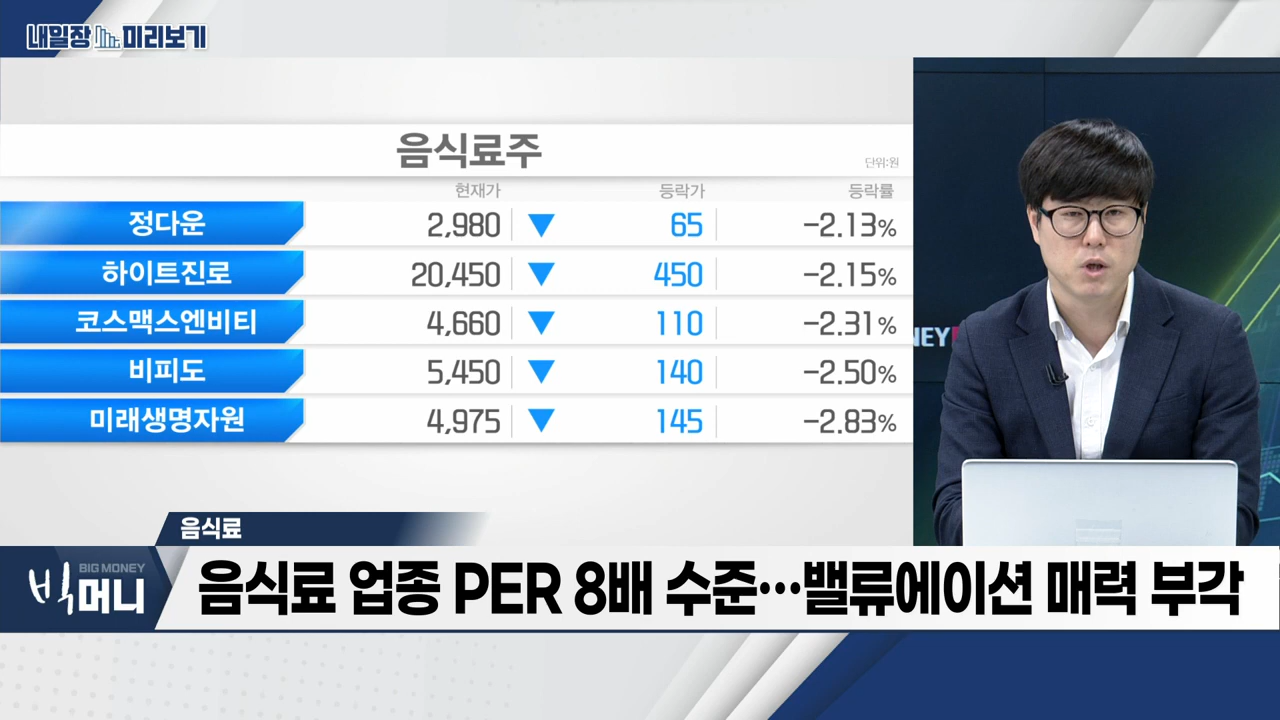 내일장 미리보기
음식료주
단위:원
현재가 등락가 등락률
정다운 2,980 ▼ 65 -2.13%
하이트진로 20,450 ▼ 450 -2.15%
코스맥스엔비티 4,660 ▼ 110 -2.31%
비피도 5,450 ▼ 140 -2.50%
미래생명자원 4,975 ▼ 145 -2.83%
NEY
음식료
BIG MONEY
빅머니
음식료 업종 PER 8배 수준…밸류에이션 매력 부각